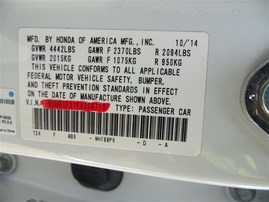 MFD. BY HONDA OF AMERICA MFG., INC. 10/14
GVWR 4442LBS GAWR F 2370LBS R 2094LBS
GVWR 2015KG GAWR F 1075KG R 950KG
THIS VEHICLE CONFORMS TO ALL APPLICABLE
FEDERAL MOTOR VEHICLE SAFETY, BUMPER,
AND THEFT PREVENTION STANDARDS IN EFFECT
ON THE DATE OF MANUFACTURE SHOWN ABOVE.
V.I.N. TYPE: PASSENGER CAR
NH788PV - D - A